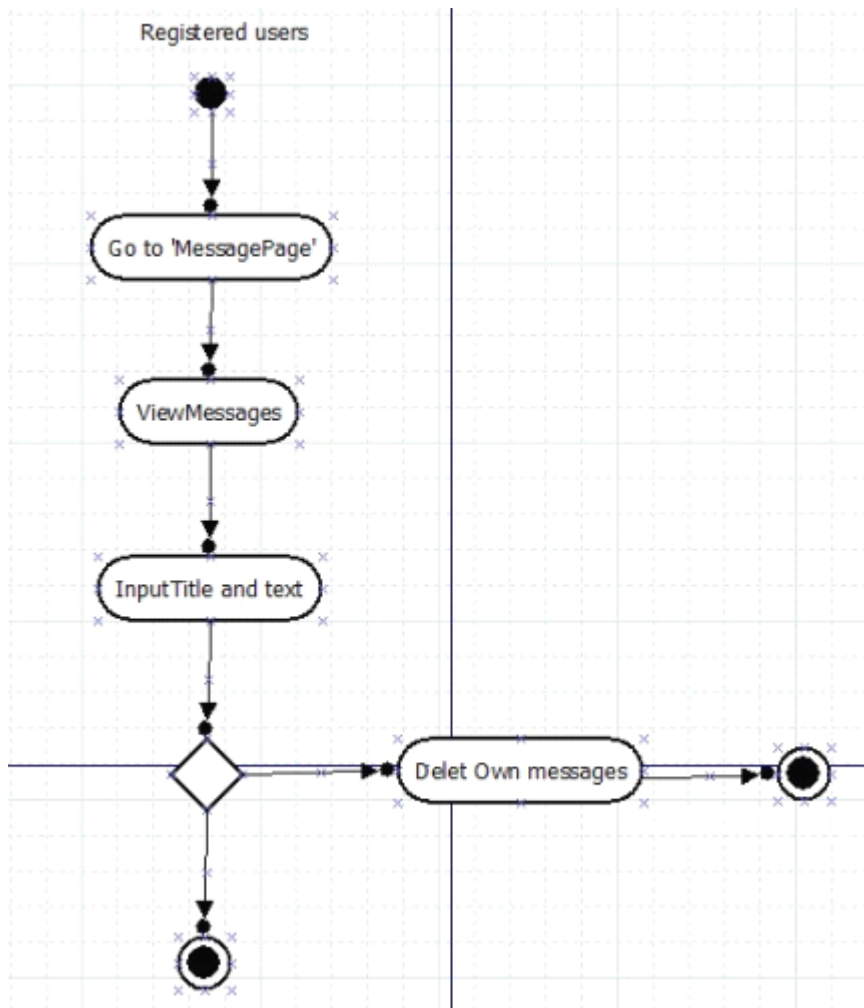 Registered users
Go to 'MessagePage'
ViewMessages
InputTitle and text
Delet Own messages